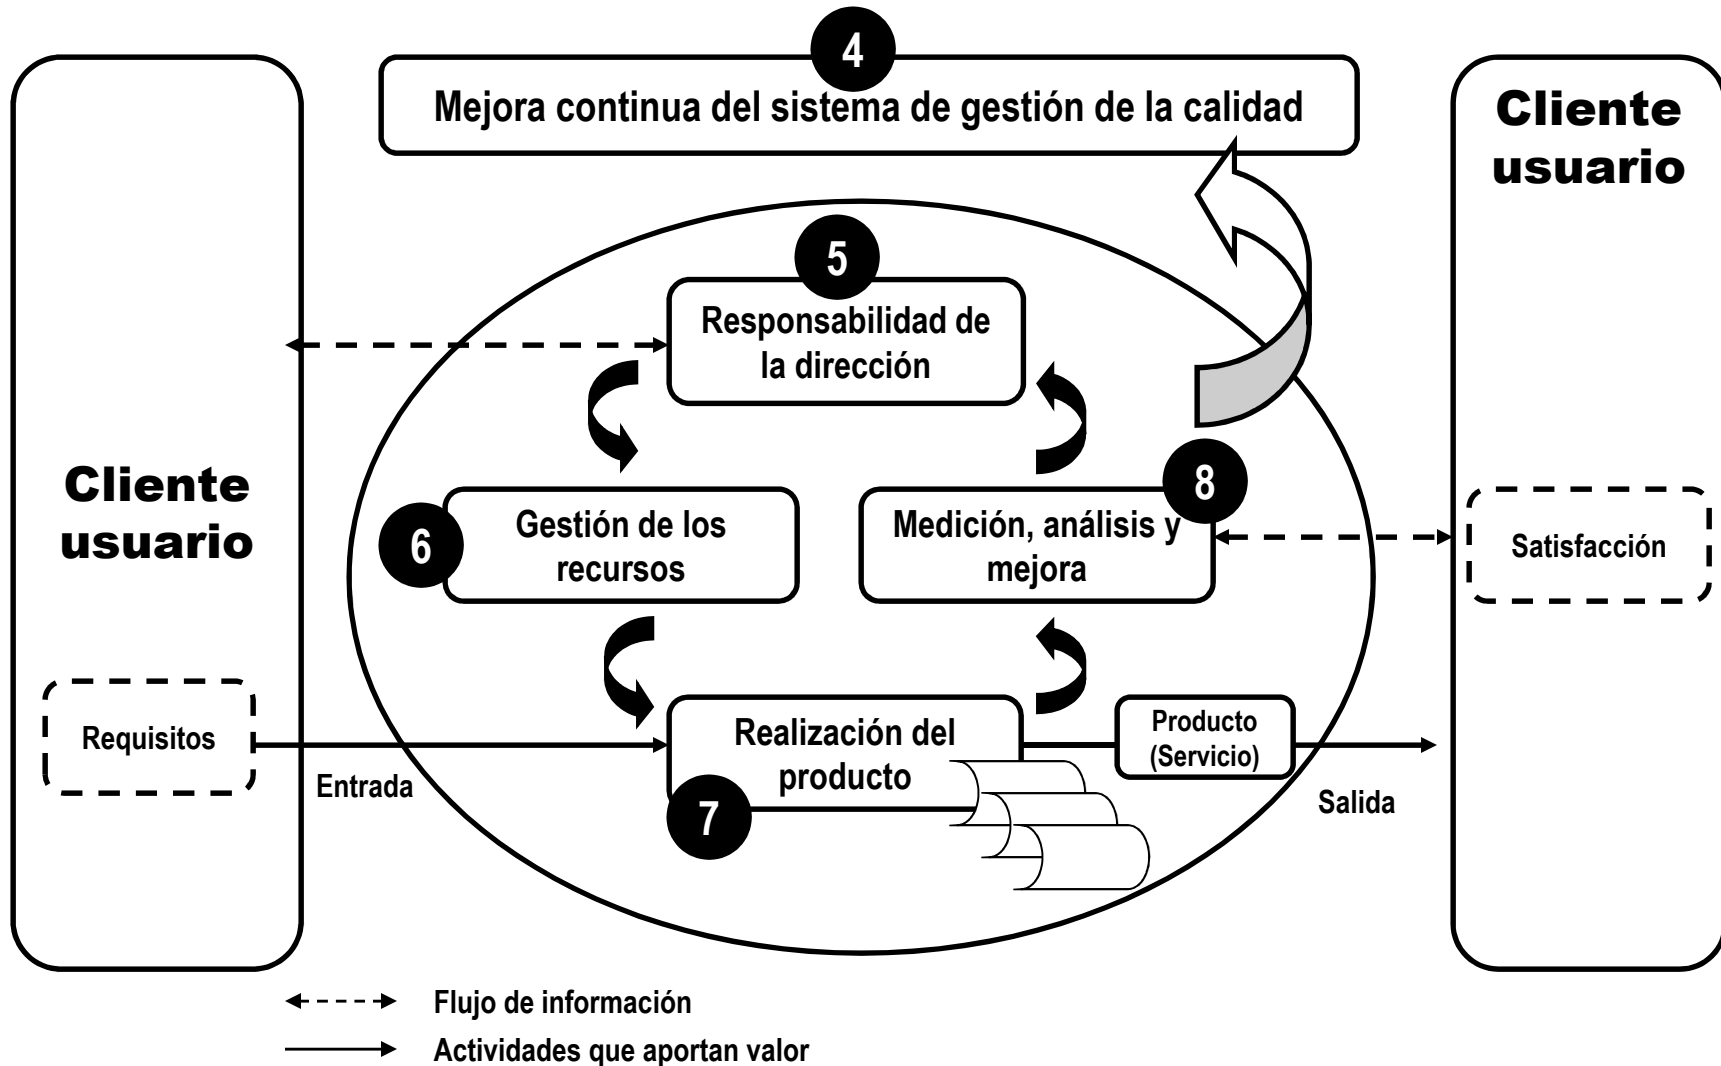 4
Mejora continua del sistema de gestión de la calidad
Cliente
usuario
5
Responsabilidad de
la dirección
Cliente
usuario
6
Gestión de los
recursos
8
Medición, análisis y
mejora
Satisfacción
Requisitos
Entrada
Realización del
producto
7
Producto
(Servicio)
Salida
Flujo de información
Actividades que aportan valor